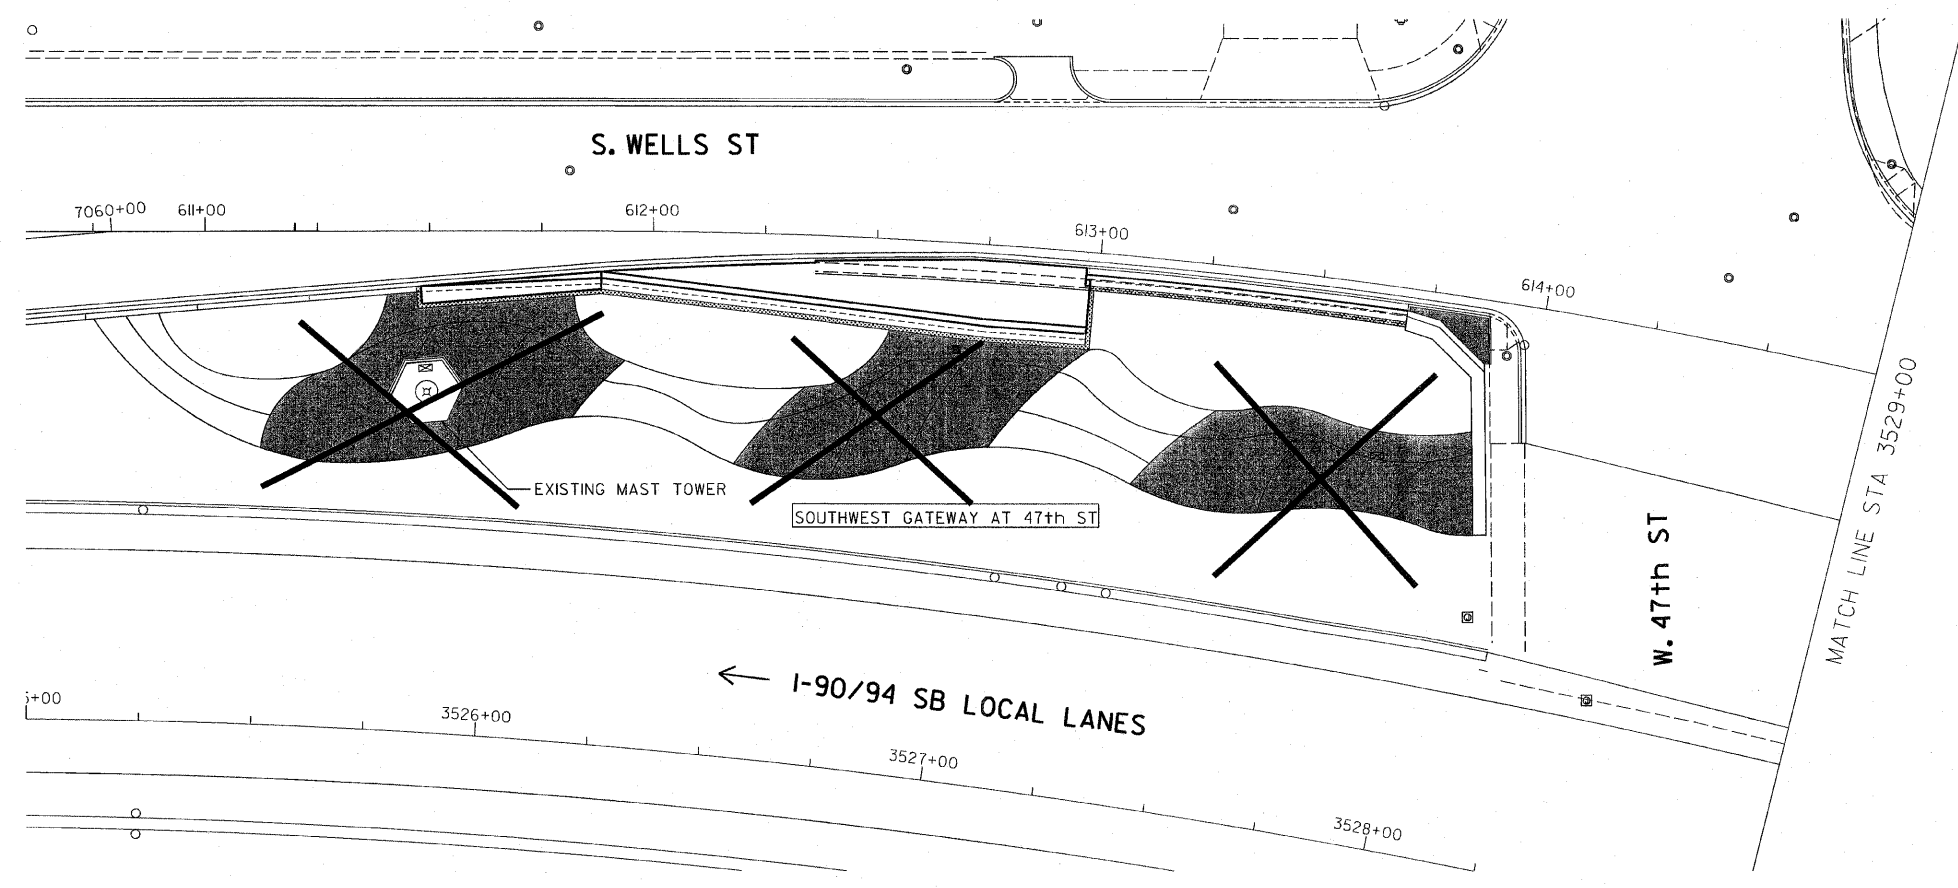 S. WELLS ST
7060+00 611+00
612+00
613+00
614+00
EXISTING MAST TOWER
SOUTHWEST GATEWAY AT 47th ST
W. 47th ST
MATCH LINE STA 3529+00
I-90/94 SB LOCAL LANES
+00
3526+00
3527+00
3528+00